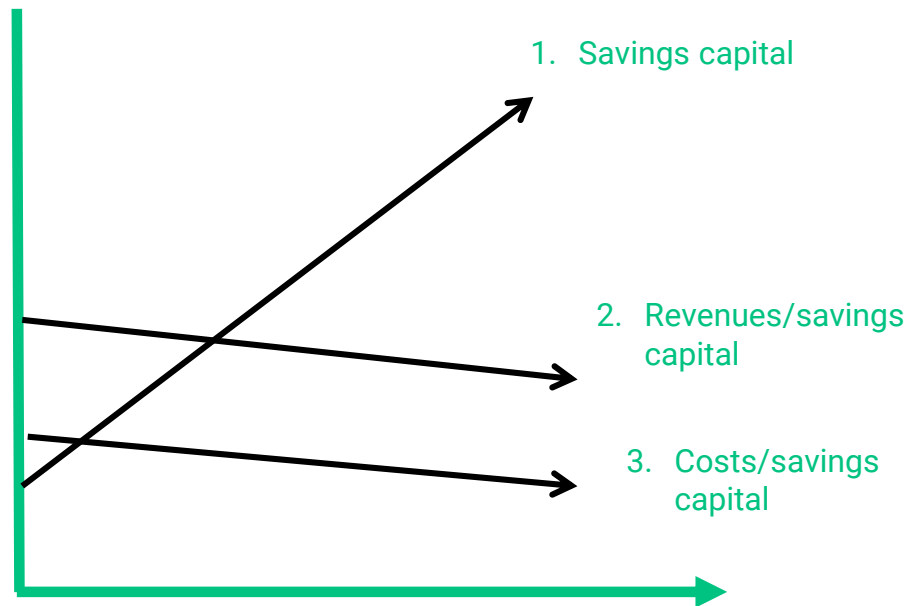 1. Savings capital
2. Revenues/savings
capital
3. Costs/savings
capital